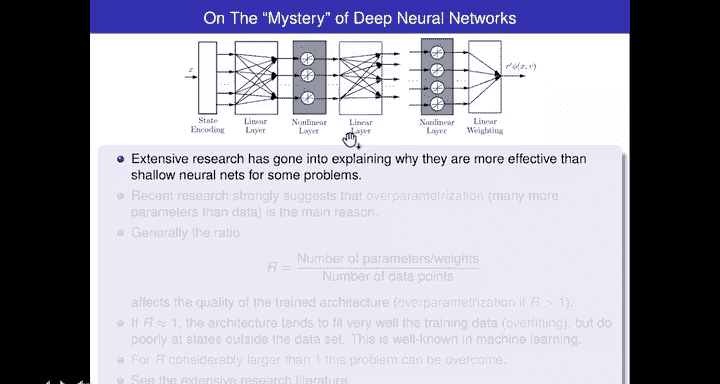 On The “Mystery” of Deep Neural Networks
x
r′ϕ(x, v)
State Encoding
Linear Layer
Nonlinear Layer
Linear Layer
Nonlinear Layer
Linear Weighting
Extensive research has gone into explaining why they are more effective than
shallow neural nets for some problems.
Recent research strongly suggests that overparametrization (many more
parameters than data) is the main reason.
Generally the ratio
R = Number of parameters/weights
Number of data points
affects the quality of the trained architecture (overparametrization if R > 1).
If R ≈ 1, the architecture tends to fit very well the training data (overfitting), but do
poorly at states outside the data set. This is well-known in machine learning.
For R considerably larger than 1 this problem can be overcome.
See the extensive research literature